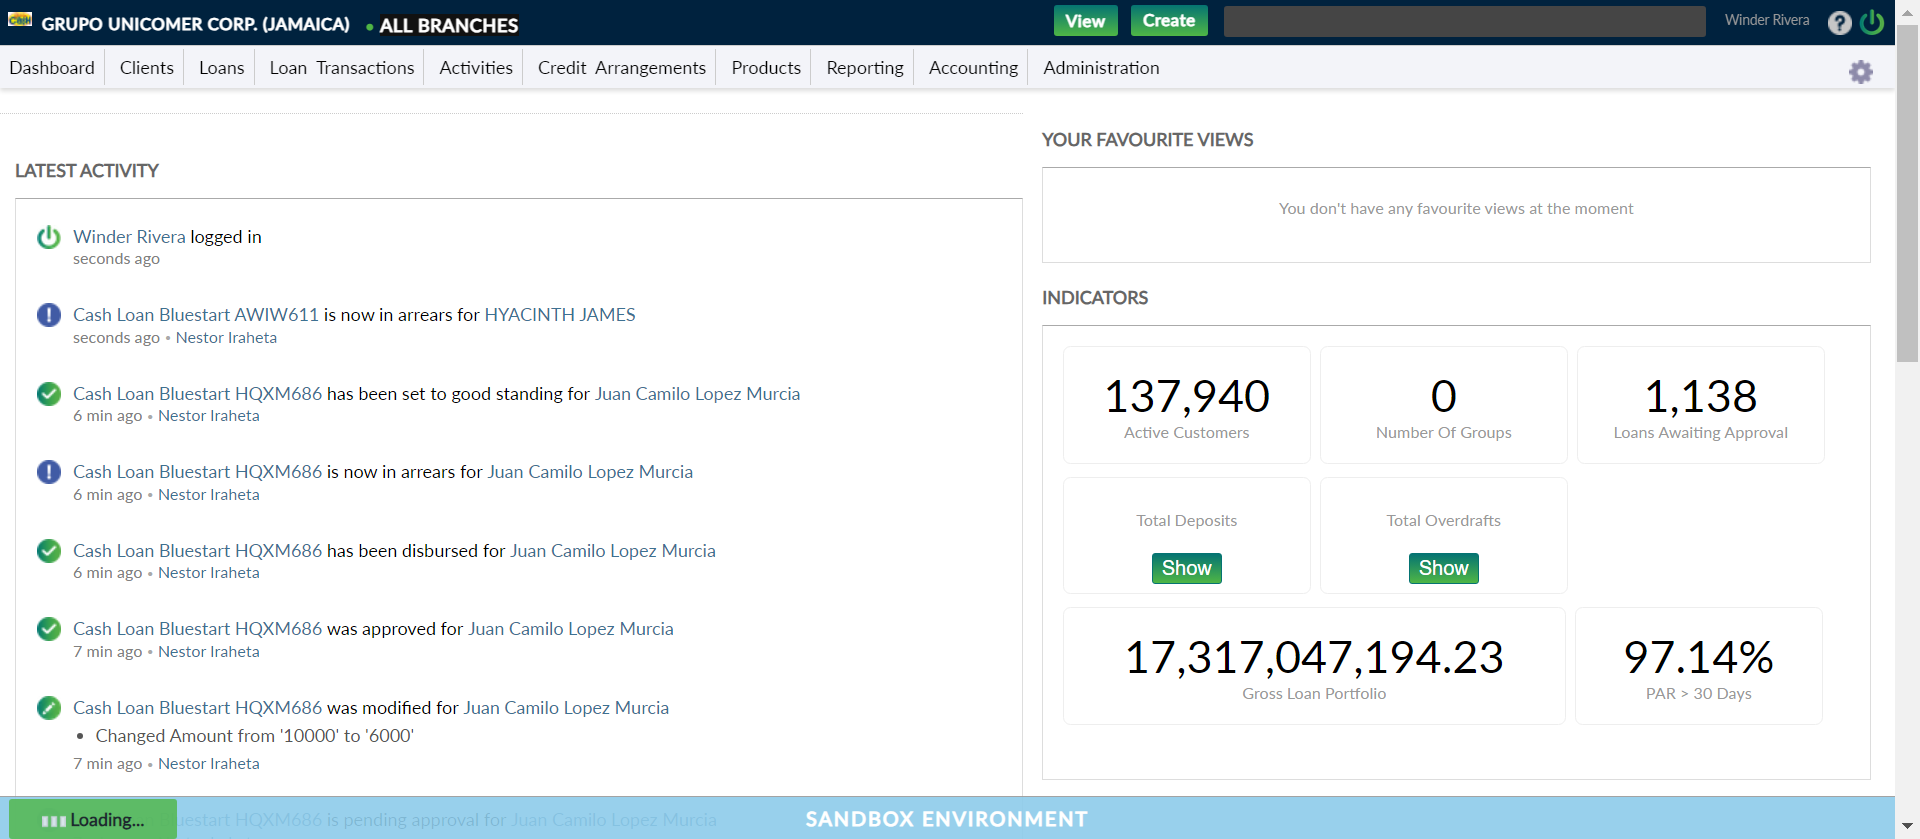 CasH
GRUPO UNICOMER CORP. (JAMAICA) • ALL BRANCHES
View
Create
Winder Rivera
?
Dashboard
Clients
Loans
Loan Transactions
Activities
Credit Arrangements
Products
Reporting
Accounting
Administration
LATEST ACTIVITY
Winder Rivera logged in
seconds ago
Cash Loan Bluestart AWIW611 is now in arrears for HYACINTH JAMES
seconds ago • Nestor Iraheta
Cash Loan Bluestart HQXM686 has been set to good standing for Juan Camilo Lopez Murcia
6 min ago • Nestor Iraheta
Cash Loan Bluestart HQXM686 is now in arrears for Juan Camilo Lopez Murcia
6 min ago • Nestor Iraheta
Cash Loan Bluestart HQXM686 has been disbursed for Juan Camilo Lopez Murcia
6 min ago • Nestor Iraheta
Cash Loan Bluestart HQXM686 was approved for Juan Camilo Lopez Murcia
7 min ago • Nestor Iraheta
Cash Loan Bluestart HQXM686 was modified for Juan Camilo Lopez Murcia
• Changed Amount from '10000' to '6000'
7 min ago • Nestor Iraheta
Loading...
uestart HQXM686 is pending approval for Juan Camilo Lopez Murcia
YOUR FAVOURITE VIEWS
You don't have any favourite views at the moment
INDICATORS
137,940
Active Customers
0
Number Of Groups
1,138
Loans Awaiting Approval
Total Deposits
Show
Total Overdrafts
Show
17,317,047,194.23
Gross Loan Portfolio
97.14%
PAR > 30 Days
SANDBOX ENVIRONMENT